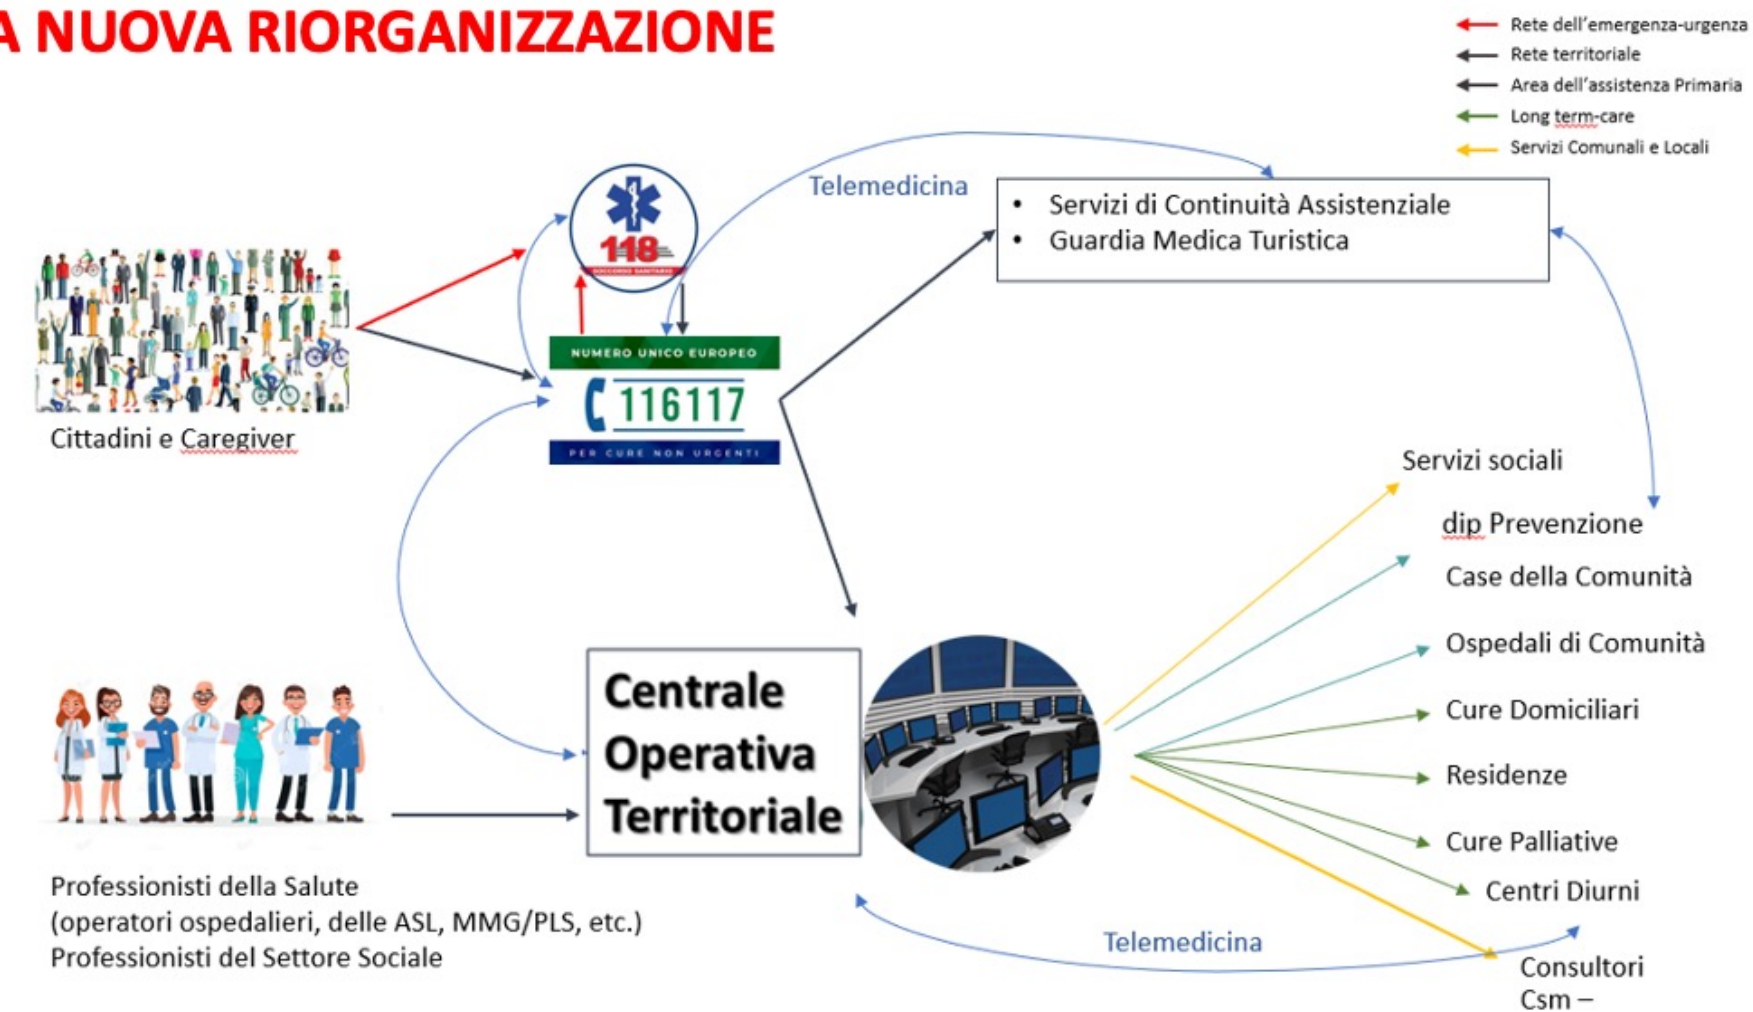 A NUOVA RIORGANIZZAZIONE
Rete dell'emergenza-urgenza
Rete territoriale
Area dell'assistenza Primaria
Long term-care
Servizi Comunali e Locali
Telemedicina
• Servizi di Continuità Assistenziale
• Guardia Medica Turistica
118
SOCCORSO SANITARIO
NUMERO UNICO EUROPEO
116117
PER CURE NON URGENTI
Cittadini e Caregiver
Servizi sociali
dip Prevenzione
Case della Comunità
Ospedali di Comunità
Cure Domiciliari
Residenze
Cure Palliative
Centri Diurni
Consultori
Csm –
Centrale
Operativa
Territoriale
Professionisti della Salute
(operatori ospedalieri, delle ASL, MMG/PLS, etc.)
Professionisti del Settore Sociale
Telemedicina